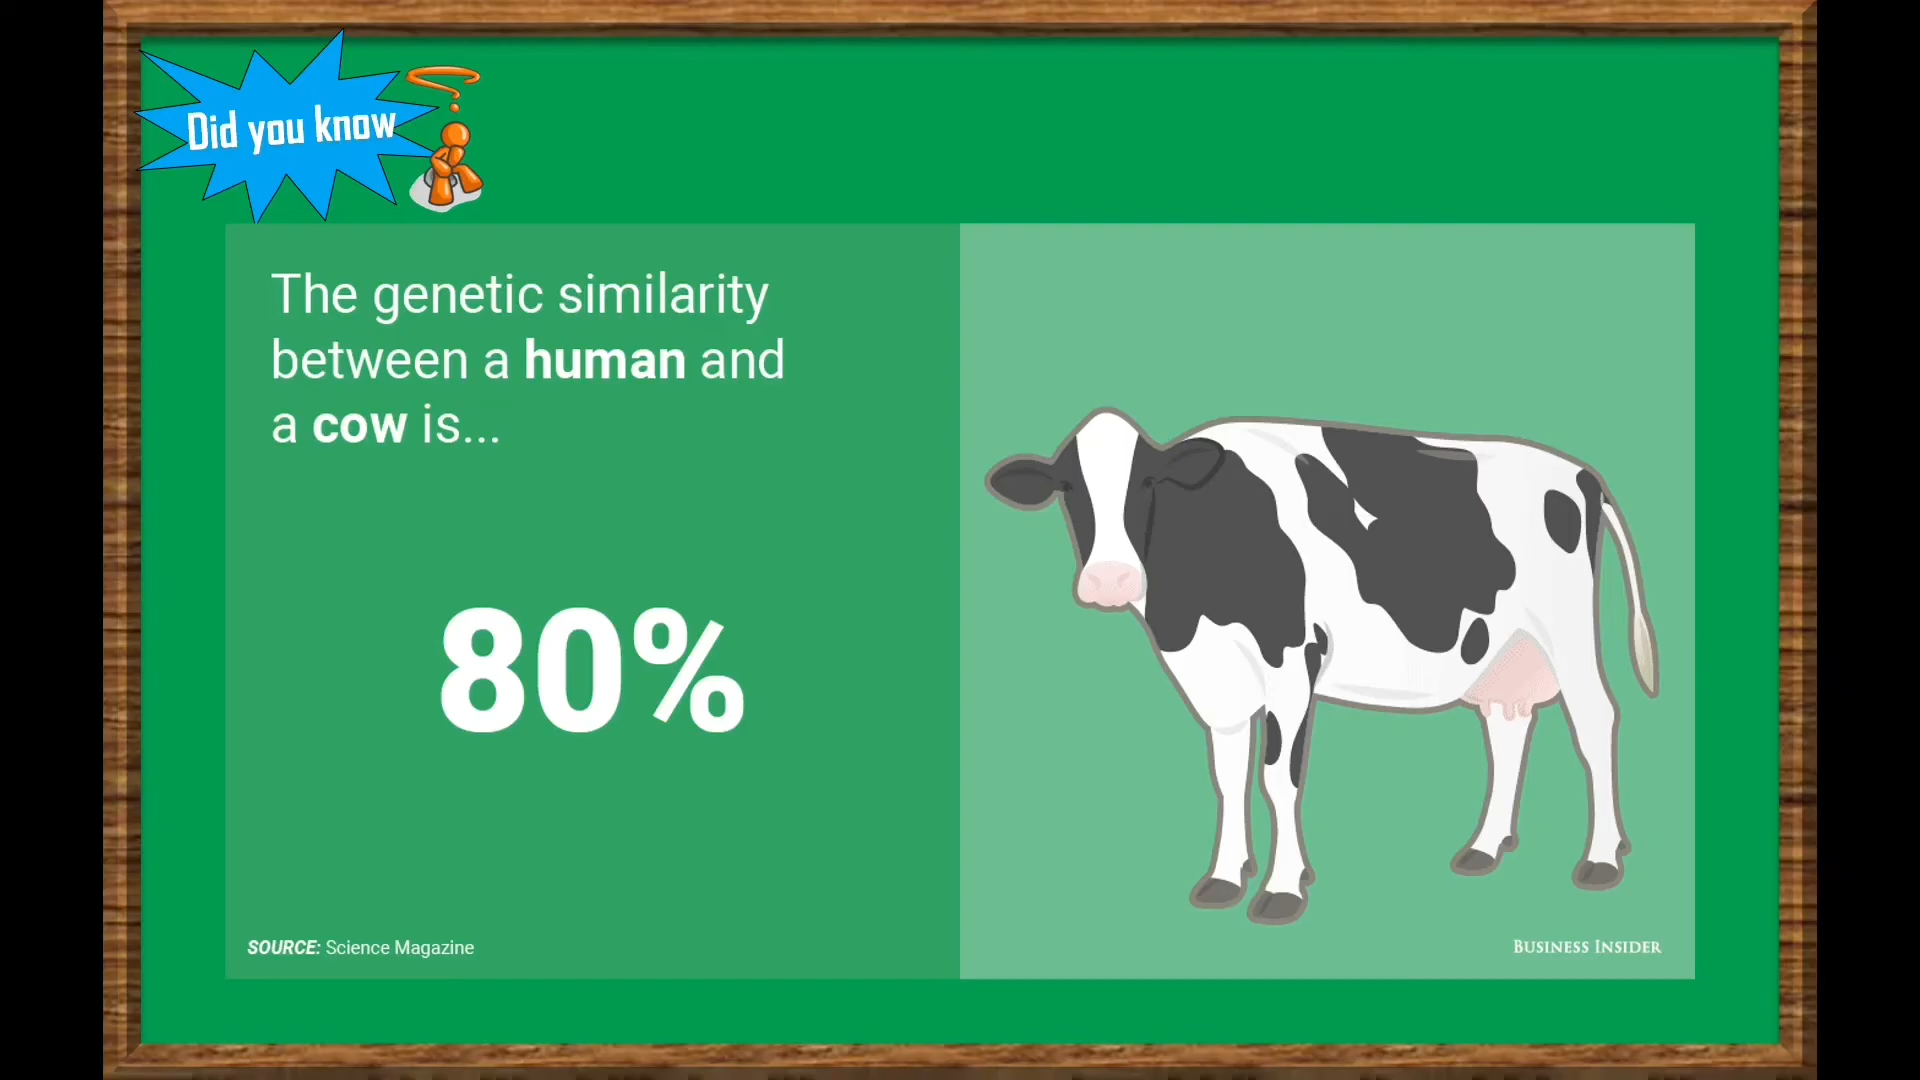 Did you know
The genetic similarity
between a human and
a cow is...
80%
SOURCE: Science Magazine
BUSINESS INSIDER